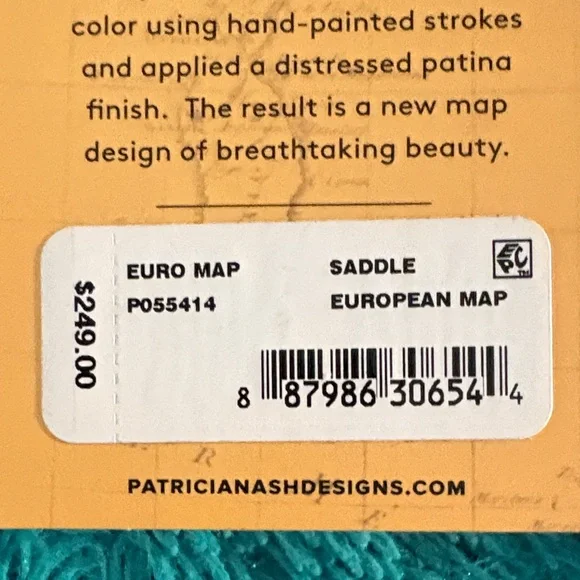 color using hand-painted strokes
and applied a distressed patina
finish. The result is a new map
design of breathtaking beauty.
$249.00
EURO MAP
SADDLE
P055414
EUROPEAN MAP
8 87986 30654 4
PATRICIANASHDESIGNS.COM